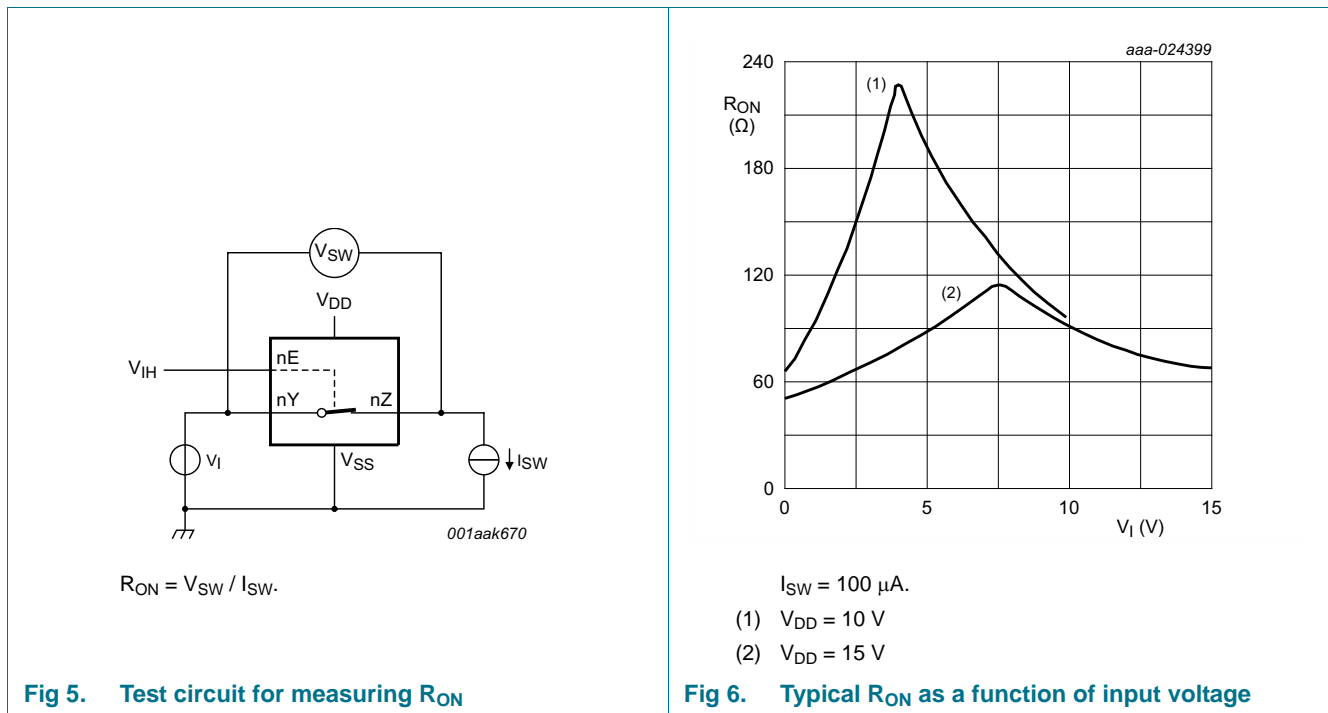 V_SW
V_DD
V_IH
nE
nY
nZ
V_I
V_SS
I_SW
001aak670
R_ON = V_SW / I_SW.
Fig 5. Test circuit for measuring R_ON
aaa-024399
240
R_ON
(Ω)
180
120
60
0
(1)
(2)
0
5
10
15
V_I (V)
I_SW = 100 μA.
(1) V_DD = 10 V
(2) V_DD = 15 V
Fig 6. Typical R_ON as a function of input voltage